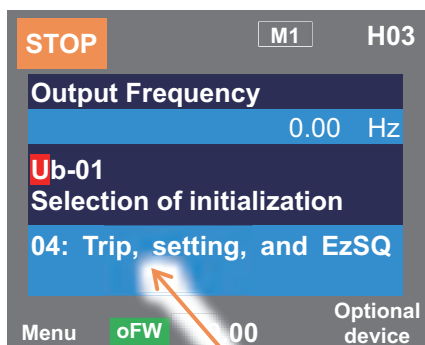 STOP M1 H03
Output Frequency
0.00 Hz
Ub-01
Selection of initialization
04: Trip, setting, and EzSQ
Optional
Menu oFW .00 device